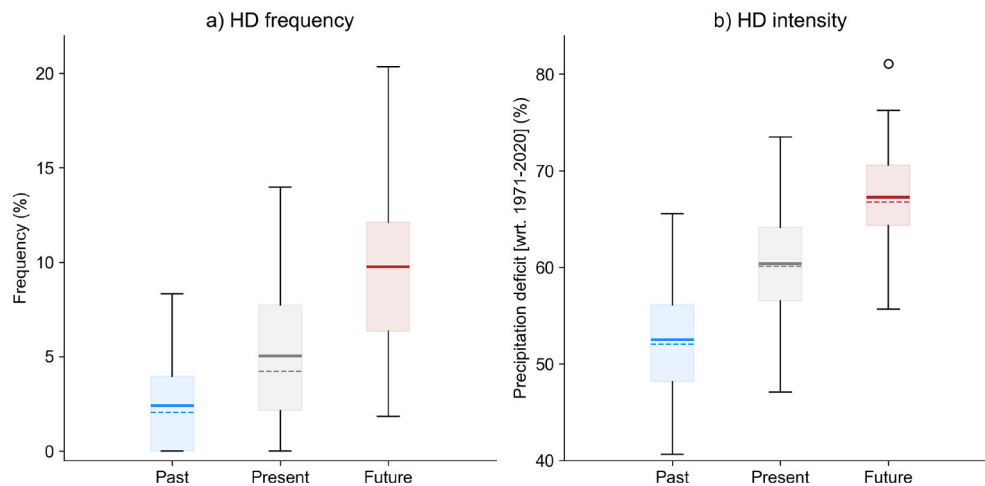 a) HD frequency
Frequency (%)
20
15
10
5
0
Past Present Future
b) HD intensity
Precipitation deficit [wrt. 1971-2020] (%)
80
70
60
50
40
Past Present Future